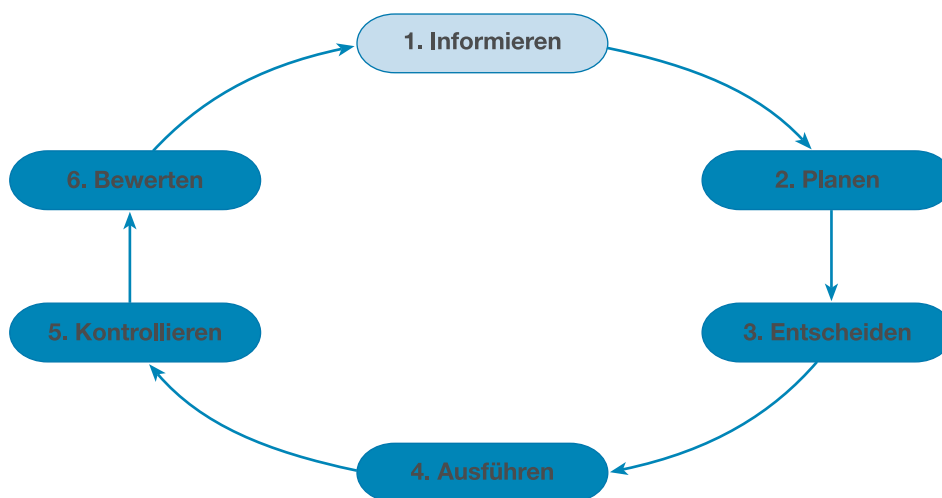 1. Informieren
2. Planen
3. Entscheiden
4. Ausführen
5. Kontrollieren
6. Bewerten